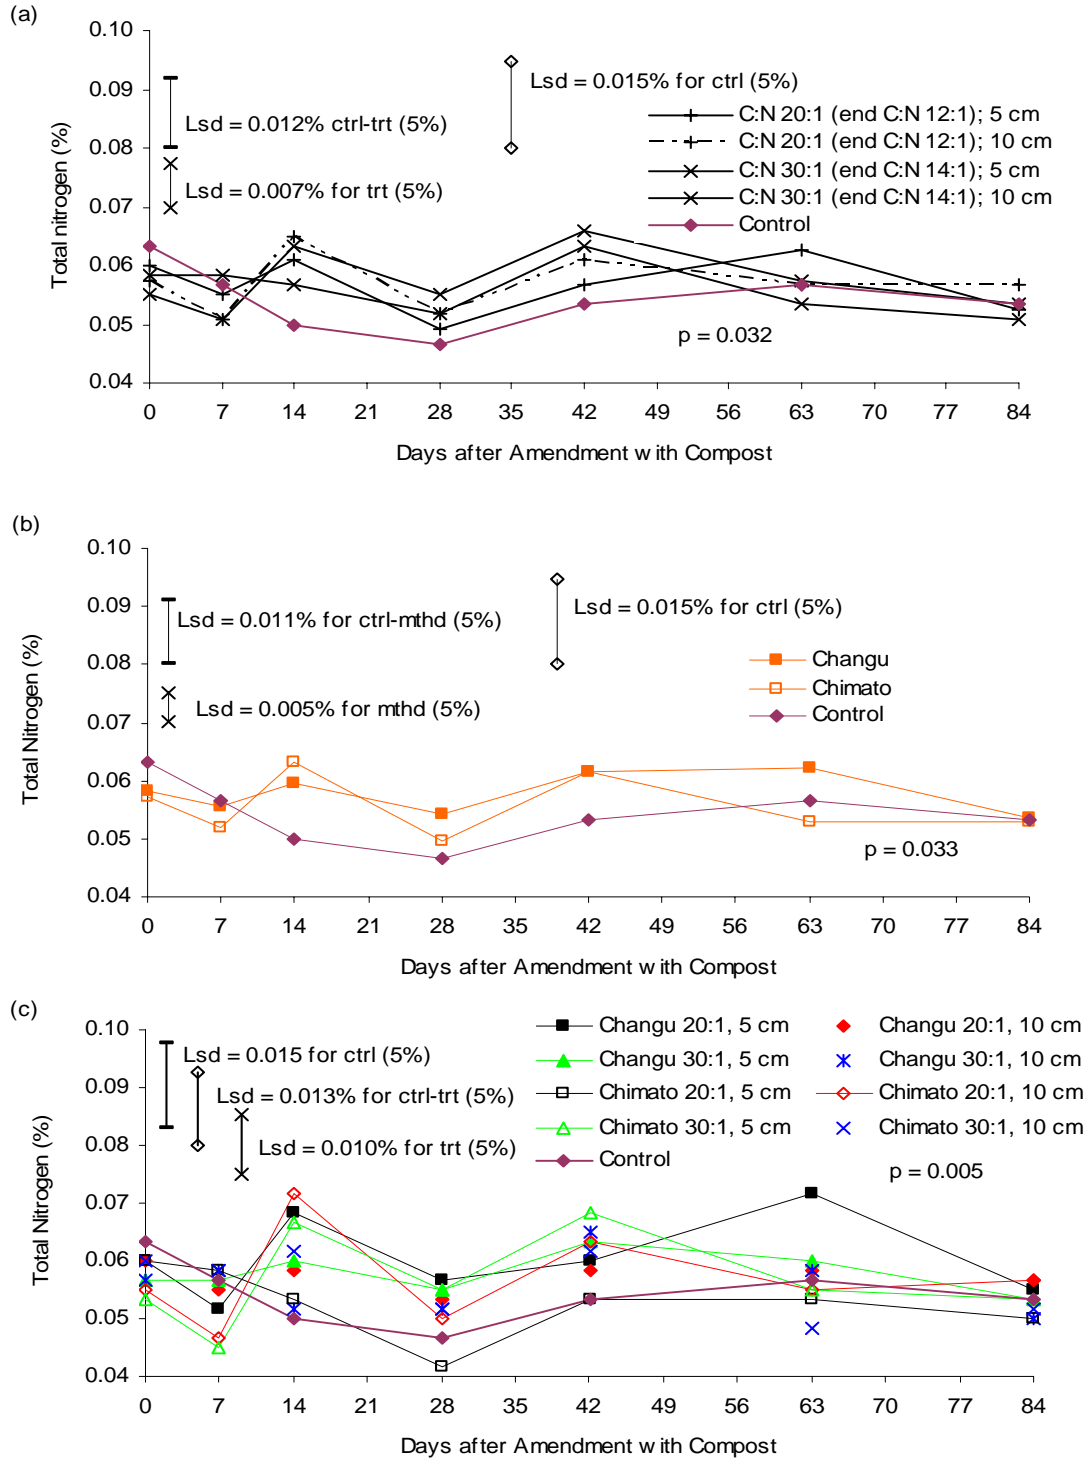 (a)
0.10
0.09
0.08
0.07
0.06
0.05
0.04
Total nitrogen (%)
Lsd = 0.012% ctrl-trt (5%)
Lsd = 0.007% for trt (5%)
Lsd = 0.015% for ctrl (5%)
C:N 20:1 (end C:N 12:1); 5 cm
C:N 20:1 (end C:N 12:1); 10 cm
C:N 30:1 (end C:N 14:1); 5 cm
C:N 30:1 (end C:N 14:1); 10 cm
Control
p = 0.032
0 7 14 21 28 35 42 49 56 63 70 77 84
Days after Amendment with Compost
(b)
0.10
0.09
0.08
0.07
0.06
0.05
0.04
Total Nitrogen (%)
Lsd = 0.011% for ctrl-mthd (5%)
Lsd = 0.005% for mthd (5%)
Lsd = 0.015% for ctrl (5%)
Changu
Chimato
Control
p = 0.033
0 7 14 21 28 35 42 49 56 63 70 77 84
Days after Amendment with Compost
(c)
0.10
0.09
0.08
0.07
0.06
0.05
0.04
Total Nitrogen (%)
Lsd = 0.015 for ctrl (5%)
Lsd = 0.013% for ctrl-trt (5%)
Lsd = 0.010% for trt (5%)
Changu 20:1, 5 cm
Changu 20:1, 10 cm
Changu 30:1, 5 cm
Changu 30:1, 10 cm
Chimato 20:1, 5 cm
Chimato 20:1, 10 cm
Chimato 30:1, 5 cm
Chimato 30:1, 10 cm
Control
p = 0.005
0 7 14 21 28 35 42 49 56 63 70 77 84
Days after Amendment with Compost